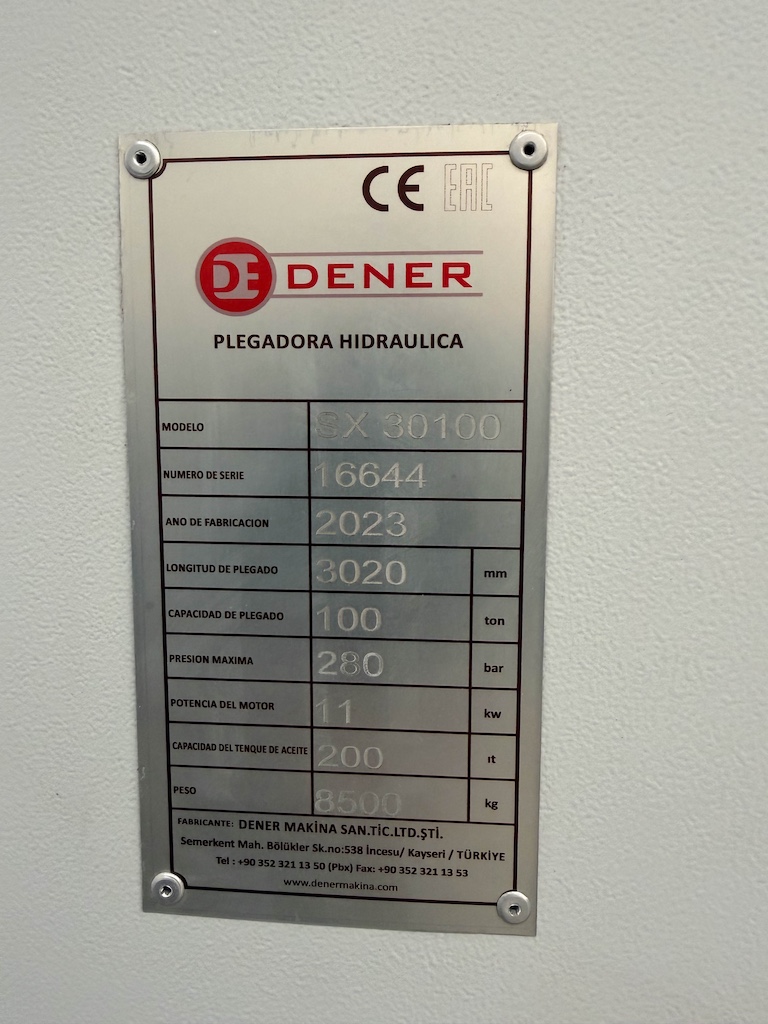 CE EAC
DE DENER
PLEGADORA HIDRAULICA
MODELO SX 30100
NUMERO DE SERIE 16644
ANO DE FABRICACION 2023
LONGITUD DE PLEGADO 3020 mm
CAPACIDAD DE PLEGADO 100 ton
PRESION MAXIMA 280 bar
POTENCIA DEL MOTOR 11 kw
CAPACIDAD DEL TENQUE DE ACEITE 200 ıt
PESO 8500 kg
FABRICANTE: DENER MAKİNA SAN.TİC.LTD.ŞTİ.
Semerkent Mah. Bölükler Sk.no:538 İncesu/ Kayseri / TÜRKİYE
Tel : +90 352 321 13 50 (Pbx) Fax: +90 352 321 13 53
www.denermakina.com